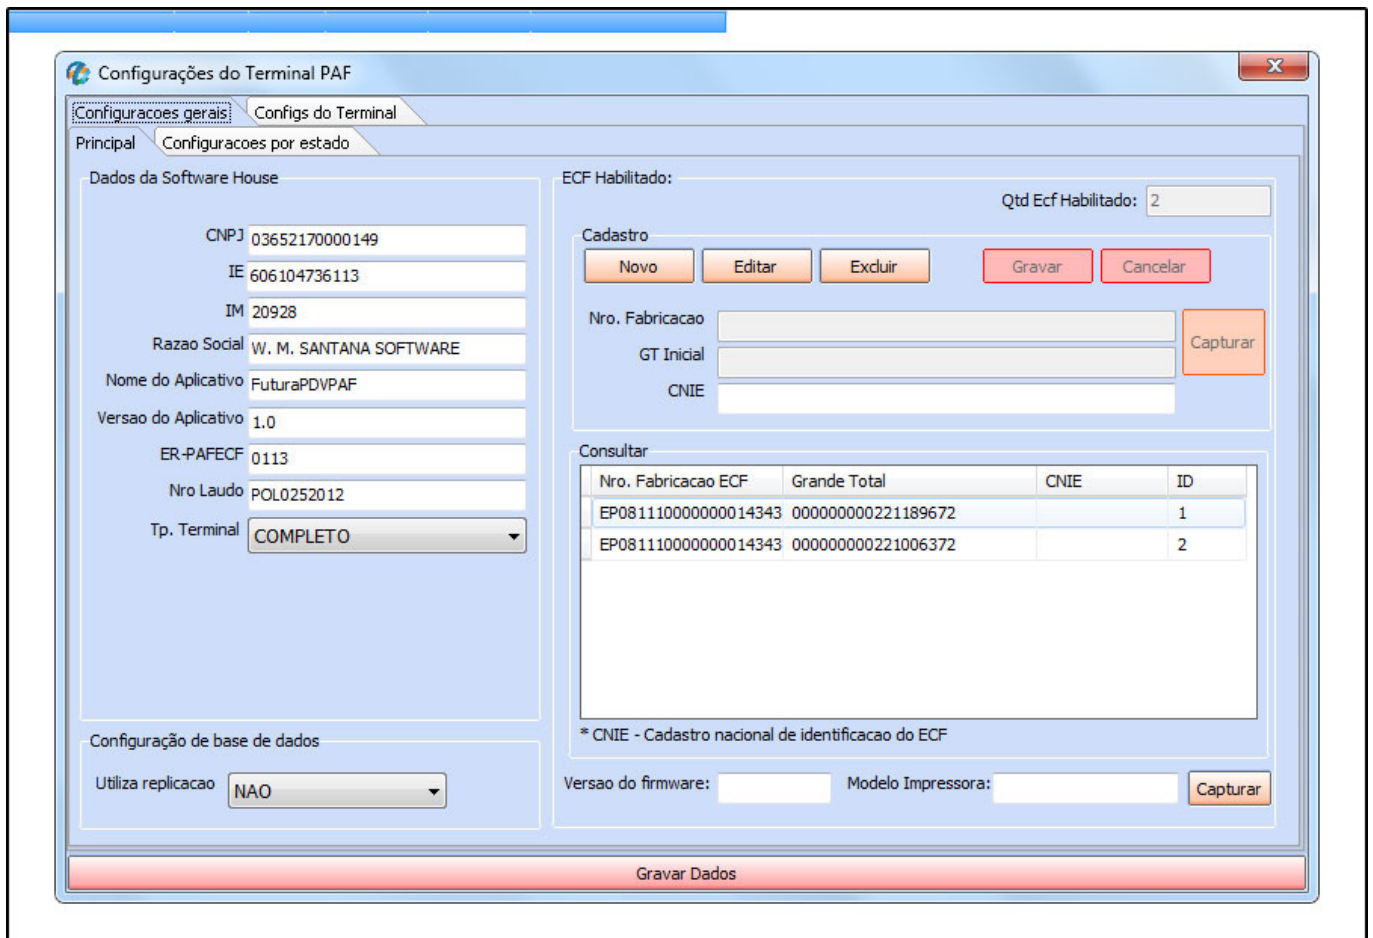 Configurações do Terminal PAF
Configuracoes gerais Configs do Terminal
Principal Configuracoes por estado
Dados da Software House
CNPJ 03652170000149
IE 606104736113
IM 20928
Razao Social W. M. SANTANA SOFTWARE
Nome do Aplicativo FuturaPDVPAF
Versao do Aplicativo 1.0
ER-PAFECF 0113
Nro Laudo POL0252012
Tp. Terminal COMPLETO
Configuração de base de dados
Utiliza replicacao NAO
ECF Habilitado:
Qtd Ecf Habilitado: 2
Cadastro
Novo Editar Excluir Gravar Cancelar
Nro. Fabricacao
GT Inicial
Capturar
CNIE
Consultar
Nro. Fabricacao ECF Grande Total CNIE ID
EP081110000000014343 000000000221189672 1
EP081110000000014343 000000000221006372 2
* CNIE - Cadastro nacional de identificacao do ECF
Versao do firmware: Modelo Impressora: Capturar
Gravar Dados